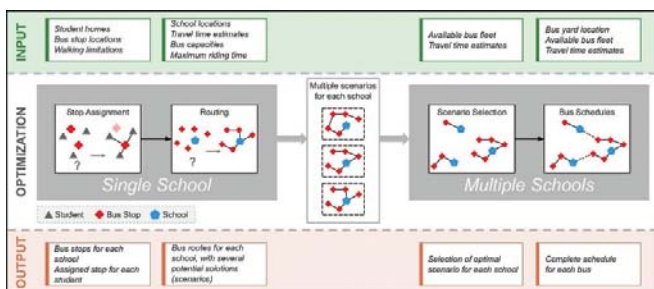 INPUT
Student homes
Bus stop locations
Walking limitations
School locations
Travel time estimates
Bus capacities
Maximum riding time
Available bus fleet
Travel time estimates
Bus yard location
Available bus fleet
Travel time estimates
OPTIMIZATION
Stop Assignment
?
Routing
?
Single School
Student
Bus Stop
School
Multiple scenarios
for each school
Scenario Selection
Bus Schedules
Multiple Schools
OUTPUT
Bus stops for each
school
Assigned stop for each
student
Bus routes for each
school, with several
potential solutions
(scenarios)
Selection of optimal
scenario for each school
Complete schedule
for each bus